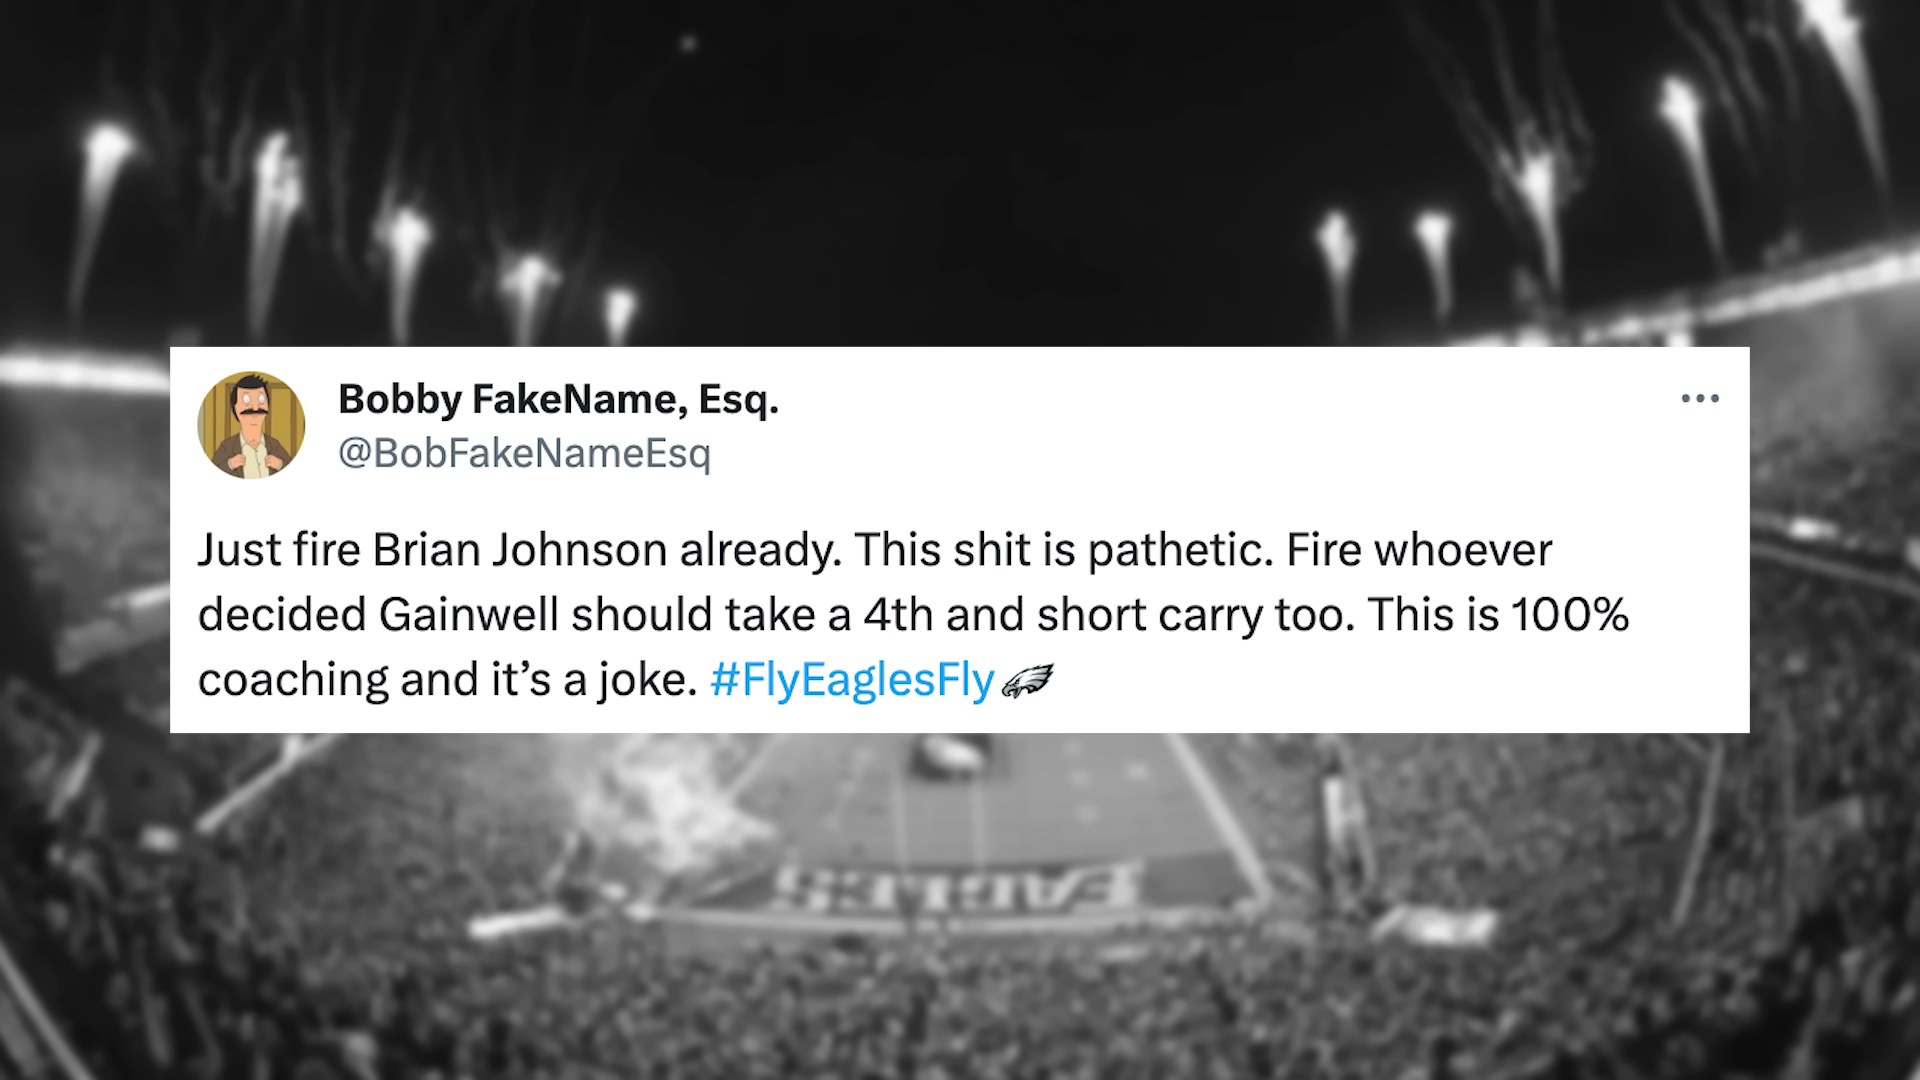 Bobby FakeName, Esq.
@BobFakeNameEsq
Just fire Brian Johnson already. This shit is pathetic. Fire whoever
decided Gainwell should take a 4th and short carry too. This is 100%
coaching and it’s a joke. #FlyEaglesFly
EAGLES